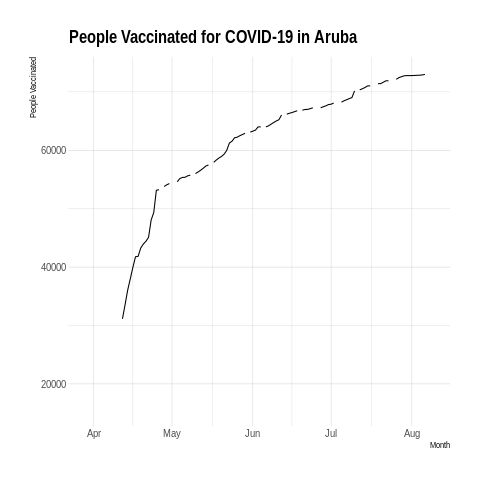 People Vaccinated for COVID-19 in Aruba
People Vaccinated
60000
40000
20000
Apr May Jun Jul Aug
Month